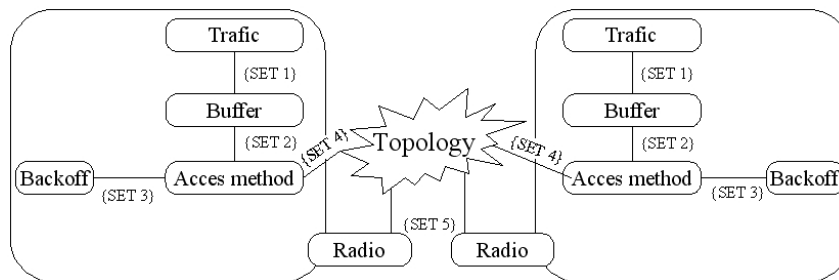 Trafic
Trafic
{SET 1}
{SET 1}
Buffer
Buffer
{SET 2}
{SET 4}
Topology
{SET 4}
{SET 2}
Backoff
{SET 3}
Acces method
Acces method
{SET 3}
Backoff
{SET 5}
Radio
Radio